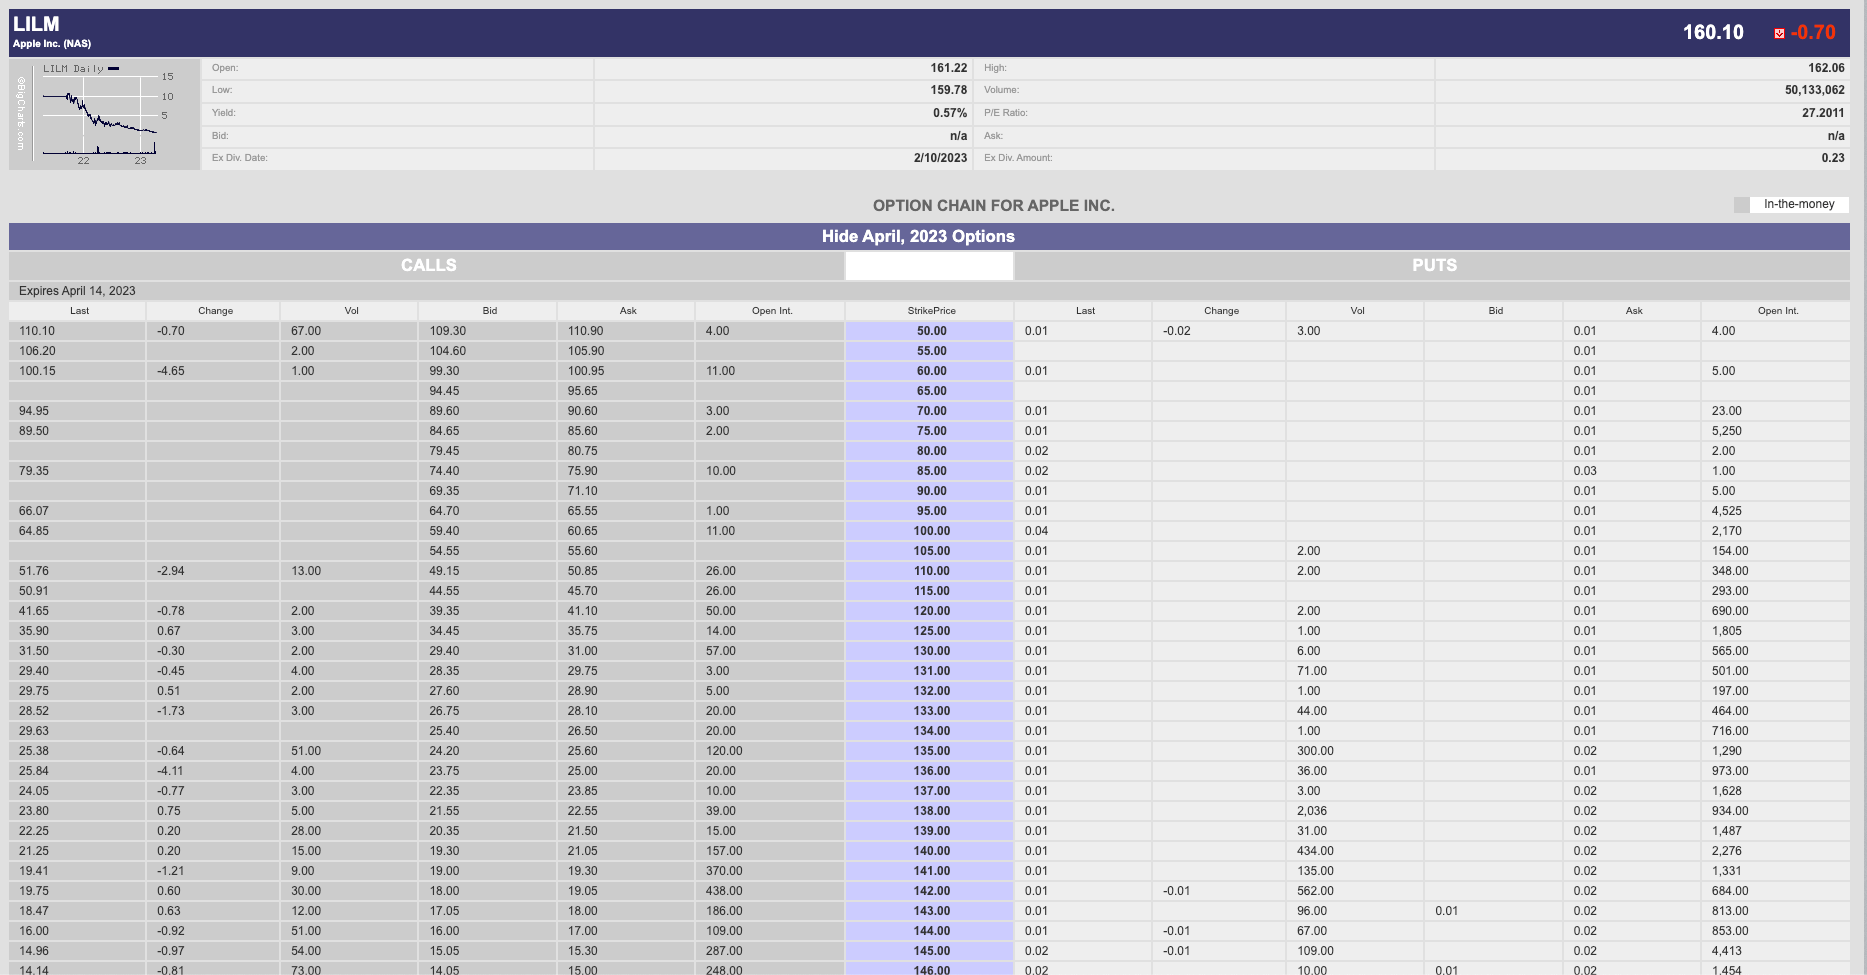 LILM
Apple Inc. (NAS)
160.10 -0.70
©BigCharts.com
LILM Daily
15
10
5
22 23
Open: 161.22 High: 162.06
Low: 159.78 Volume: 50,133,062
Yield: 0.57% P/E Ratio: 27.2011
Bid: n/a Ask: n/a
Ex Div. Date: 2/10/2023 Ex Div. Amount: 0.23
OPTION CHAIN FOR APPLE INC.
In-the-money
Hide April, 2023 Options
CALLS PUTS
Expires April 14, 2023
Last Change Vol Bid Ask Open Int. StrikePrice Last Change Vol Bid Ask Open Int.
110.10 -0.70 67.00 109.30 110.90 4.00 50.00 0.01 -0.02 3.00 0.01 4.00
106.20 2.00 104.60 105.90 55.00 0.01
100.15 -4.65 1.00 99.30 100.95 11.00 60.00 0.01 0.01 5.00
94.45 95.65 65.00 0.01
94.95 89.60 90.60 3.00 70.00 0.01 0.01 23.00
89.50 84.65 85.60 2.00 75.00 0.01 0.01 5,250
79.45 80.75 80.00 0.02 0.01 2.00
79.35 74.40 75.90 10.00 85.00 0.02 0.03 1.00
69.35 71.10 90.00 0.01 0.01 5.00
66.07 64.70 65.55 1.00 95.00 0.01 0.01 4,525
64.85 59.40 60.65 11.00 100.00 0.04 0.01 2,170
54.55 55.60 105.00 0.01 2.00 0.01 154.00
51.76 -2.94 13.00 49.15 50.85 26.00 110.00 0.01 2.00 0.01 348.00
50.91 44.55 45.70 26.00 115.00 0.01 0.01 293.00
41.65 -0.78 2.00 39.35 41.10 50.00 120.00 0.01 2.00 0.01 690.00
35.90 0.67 3.00 34.45 35.75 14.00 125.00 0.01 1.00 0.01 1,805
31.50 -0.30 2.00 29.40 31.00 57.00 130.00 0.01 6.00 0.01 565.00
29.40 -0.45 4.00 28.35 29.75 3.00 131.00 0.01 71.00 0.01 501.00
29.75 0.51 2.00 27.60 28.90 5.00 132.00 0.01 1.00 0.01 197.00
28.52 -1.73 3.00 26.75 28.10 20.00 133.00 0.01 44.00 0.01 464.00
29.63 25.40 26.50 20.00 134.00 0.01 1.00 0.01 716.00
25.38 -0.64 51.00 24.20 25.60 120.00 135.00 0.01 300.00 0.02 1,290
25.84 -4.11 4.00 23.75 25.00 20.00 136.00 0.01 36.00 0.01 973.00
24.05 -0.77 3.00 22.35 23.85 10.00 137.00 0.01 3.00 0.02 1,628
23.80 0.75 5.00 21.55 22.55 39.00 138.00 0.01 2,036 0.02 934.00
22.25 0.20 28.00 20.35 21.50 15.00 139.00 0.01 31.00 0.02 1,487
21.25 0.20 15.00 19.30 21.05 157.00 140.00 0.01 434.00 0.02 2,276
19.41 -1.21 9.00 19.00 19.30 370.00 141.00 0.01 135.00 0.02 1,331
19.75 0.60 30.00 18.00 19.05 438.00 142.00 0.01 -0.01 562.00 0.02 684.00
18.47 0.63 12.00 17.05 18.00 186.00 143.00 0.01 96.00 0.01 0.02 813.00
16.00 -0.92 51.00 16.00 17.00 109.00 144.00 0.01 -0.01 67.00 0.02 853.00
14.96 -0.97 54.00 15.05 15.30 287.00 145.00 0.02 -0.01 109.00 0.02 4,413
14.14 -0.81 73.00 14.05 15.00 248.00 146.00 0.02 10.00 0.01 0.02 1,454